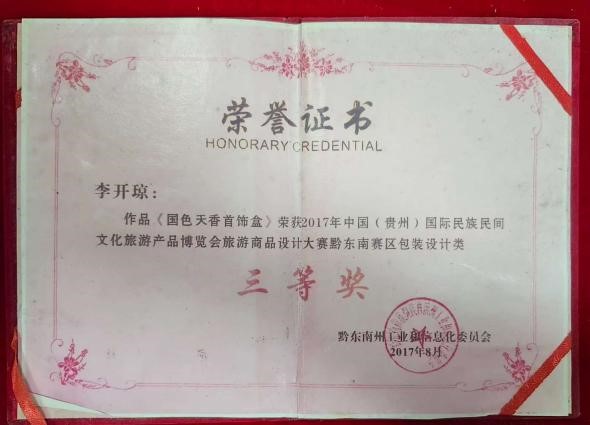 荣誉证书
HONORARY CREDENTIAL
李开琼：
作品《国色天香首饰盒》荣获2017年中国（贵州）国际民族民间
文化旅游产品博览会旅游商品设计大赛黔东南赛区包装设计类
三等奖
黔东南州工业和信息化委员会
2017年8月